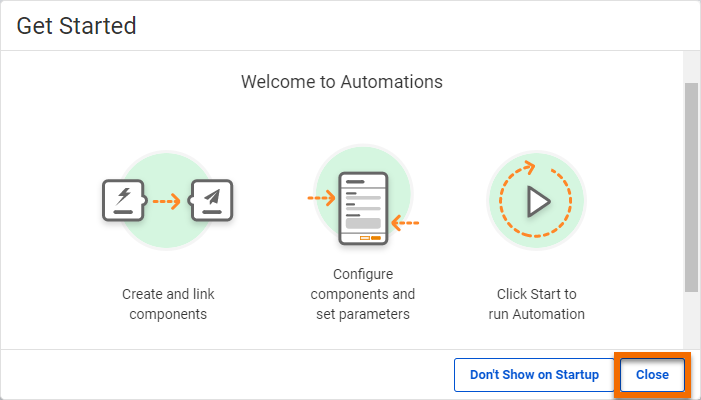 Get Started
Welcome to Automations
Create and link
components
Configure
components and
set parameters
Click Start to
run Automation
Don't Show on Startup
Close